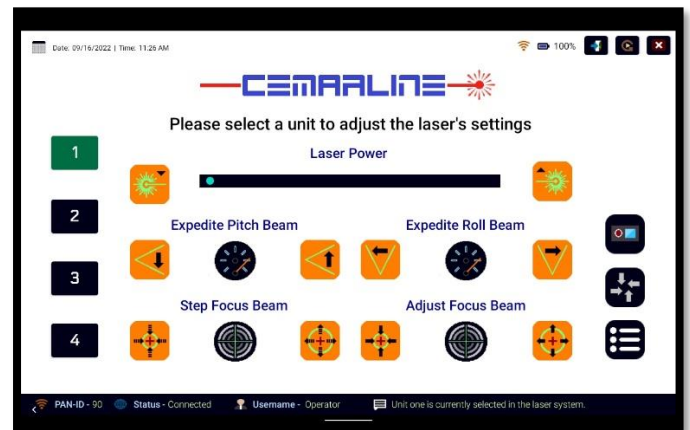 Date: 09/16/2022 | Time: 11:26 AM
100%
CEMARLINE
Please select a unit to adjust the laser's settings
1
Laser Power
2
Expedite Pitch Beam
Expedite Roll Beam
3
Step Focus Beam
Adjust Focus Beam
4
PAN-ID - 90
Status - Connected
Username - Operator
Unit one is currently selected in the laser system.